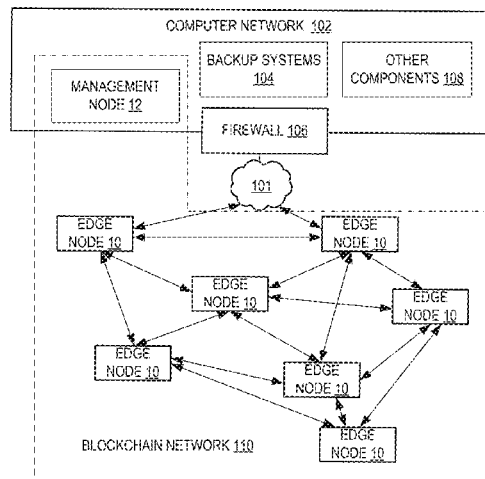 COMPUTER NETWORK 102
BACKUP SYSTEMS
104
OTHER
COMPONENTS 108
MANAGEMENT
NODE 12
FIREWALL 106
101
EDGE
NODE 10
EDGE
NODE 10
EDGE
NODE 10
EDGE
NODE 10
EDGE
NODE 10
EDGE
NODE 10
EDGE
NODE 10
BLOCKCHAIN NETWORK 110